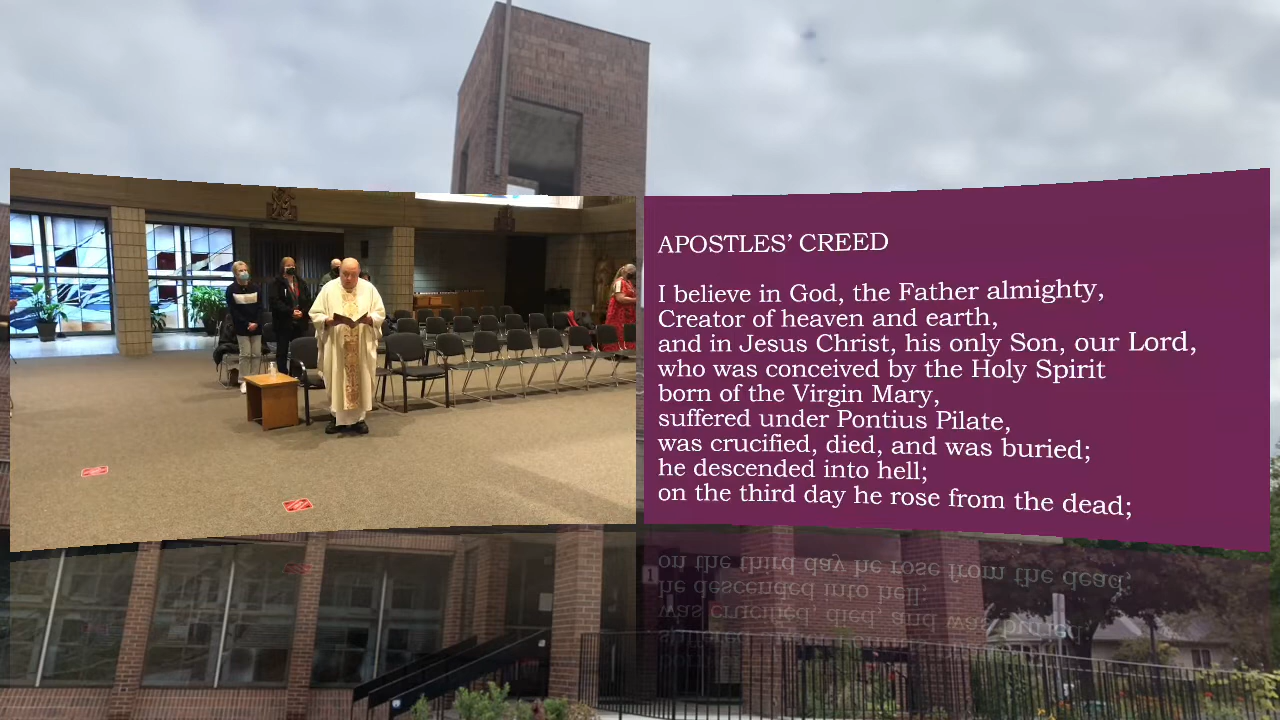 APOSTLES’ CREED
I believe in God, the Father almighty,
Creator of heaven and earth,
and in Jesus Christ, his only Son, our Lord,
who was conceived by the Holy Spirit
born of the Virgin Mary,
suffered under Pontius Pilate,
was crucified, died, and was buried;
he descended into hell;
on the third day he rose from the dead;